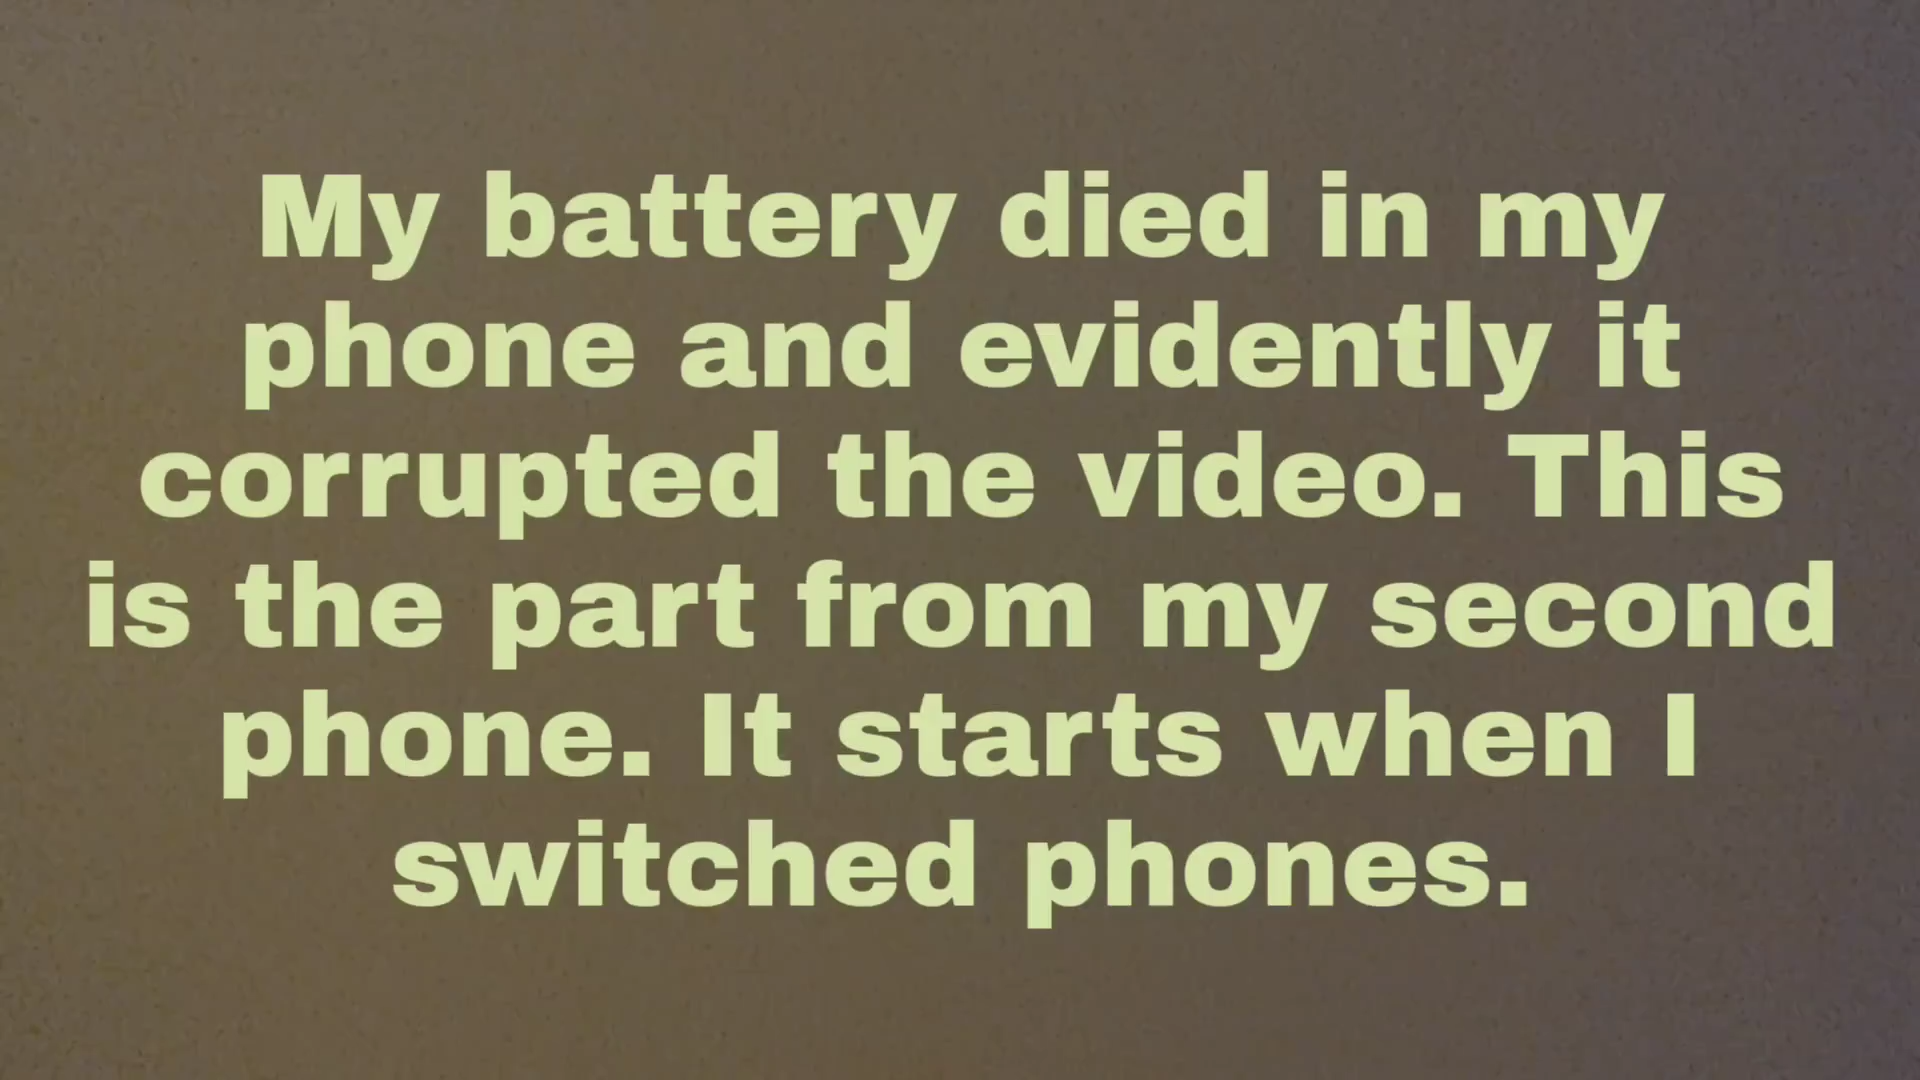 My battery died in my
phone and evidently it
corrupted the video. This
is the part from my second
phone. It starts when I
switched phones.